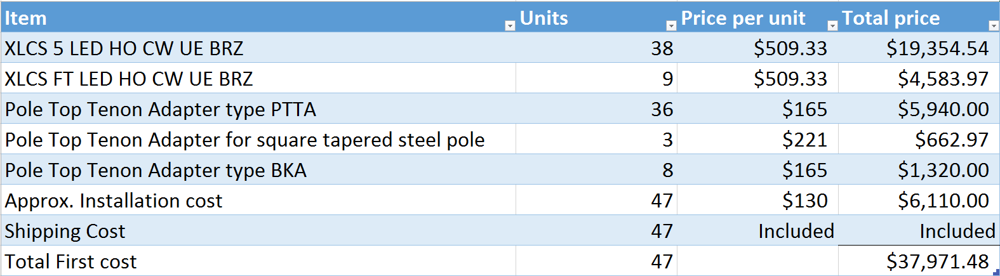 Item Units Price per unit Total price
XLCS 5 LED HO CW UE BRZ 38 $509.33 $19,354.54
XLCS FT LED HO CW UE BRZ 9 $509.33 $4,583.97
Pole Top Tenon Adapter type PTTA 36 $165 $5,940.00
Pole Top Tenon Adapter for square tapered steel pole 3 $221 $662.97
Pole Top Tenon Adapter type BKA 8 $165 $1,320.00
Approx. Installation cost 47 $130 $6,110.00
Shipping Cost 47 Included Included
Total First cost 47 $37,971.48